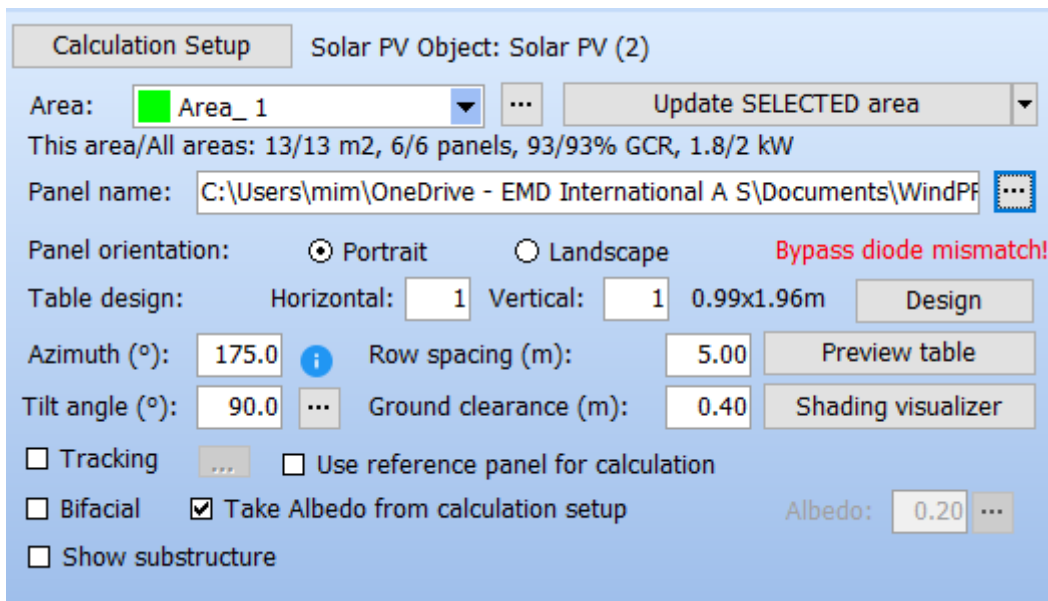 Calculation Setup Solar PV Object: Solar PV (2)
Area: Area_ 1 ... Update SELECTED area
This area/All areas: 13/13 m2, 6/6 panels, 93/93% GCR, 1.8/2 kW
Panel name: C:\Users\mim\OneDrive - EMD International A S\Documents\WindPF ...
Panel orientation: Portrait Landscape Bypass diode mismatch!
Table design: Horizontal: 1 Vertical: 1 0.99x1.96m Design
Azimuth (º): 175.0 i Row spacing (m): 5.00 Preview table
Tilt angle (º): 90.0 ... Ground clearance (m): 0.40 Shading visualizer
Tracking ... Use reference panel for calculation
Bifacial Take Albedo from calculation setup Albedo: 0.20 ...
Show substructure